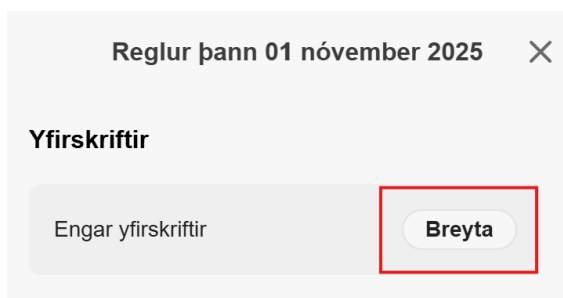 Reglur þann 01 nóvember 2025
Yfirskriftir
Engar yfirskriftir Breyta